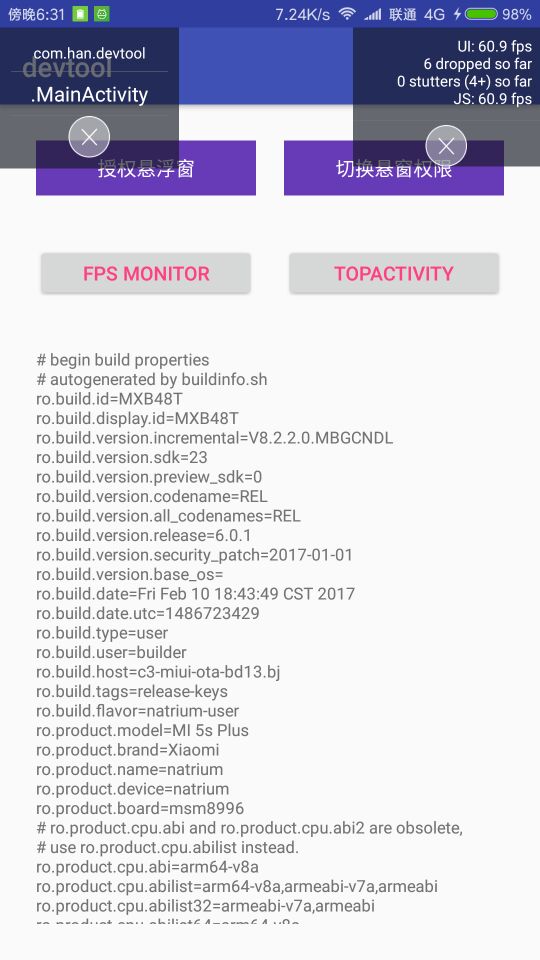 傍晚6:31
7.24K/s
联通 4G
98%
com.han.devtool
devtool
.MainActivity
UI: 60.9 fps
6 dropped so far
0 stutters (4+) so far
JS: 60.9 fps
授权悬浮窗
切换悬窗权限
FPS MONITOR
TOPACTIVITY
# begin build properties
# autogenerated by buildinfo.sh
ro.build.id=MXB48T
ro.build.display.id=MXB48T
ro.build.version.incremental=V8.2.2.0.MBGCNDL
ro.build.version.sdk=23
ro.build.version.preview_sdk=0
ro.build.version.codename=REL
ro.build.version.all_codenames=REL
ro.build.version.release=6.0.1
ro.build.version.security_patch=2017-01-01
ro.build.version.base_os=
ro.build.date=Fri Feb 10 18:43:49 CST 2017
ro.build.date.utc=1486723429
ro.build.type=user
ro.build.user=builder
ro.build.host=c3-miui-ota-bd13.bj
ro.build.tags=release-keys
ro.build.flavor=natrium-user
ro.product.model=MI 5s Plus
ro.product.brand=Xiaomi
ro.product.name=natrium
ro.product.device=natrium
ro.product.board=msm8996
# ro.product.cpu.abi and ro.product.cpu.abi2 are obsolete,
# use ro.product.cpu.abilist instead.
ro.product.cpu.abi=arm64-v8a
ro.product.cpu.abilist=arm64-v8a,armeabi-v7a,armeabi
ro.product.cpu.abilist32=armeabi-v7a,armeabi
ro.product.cpu.abilist64=arm64-v8a